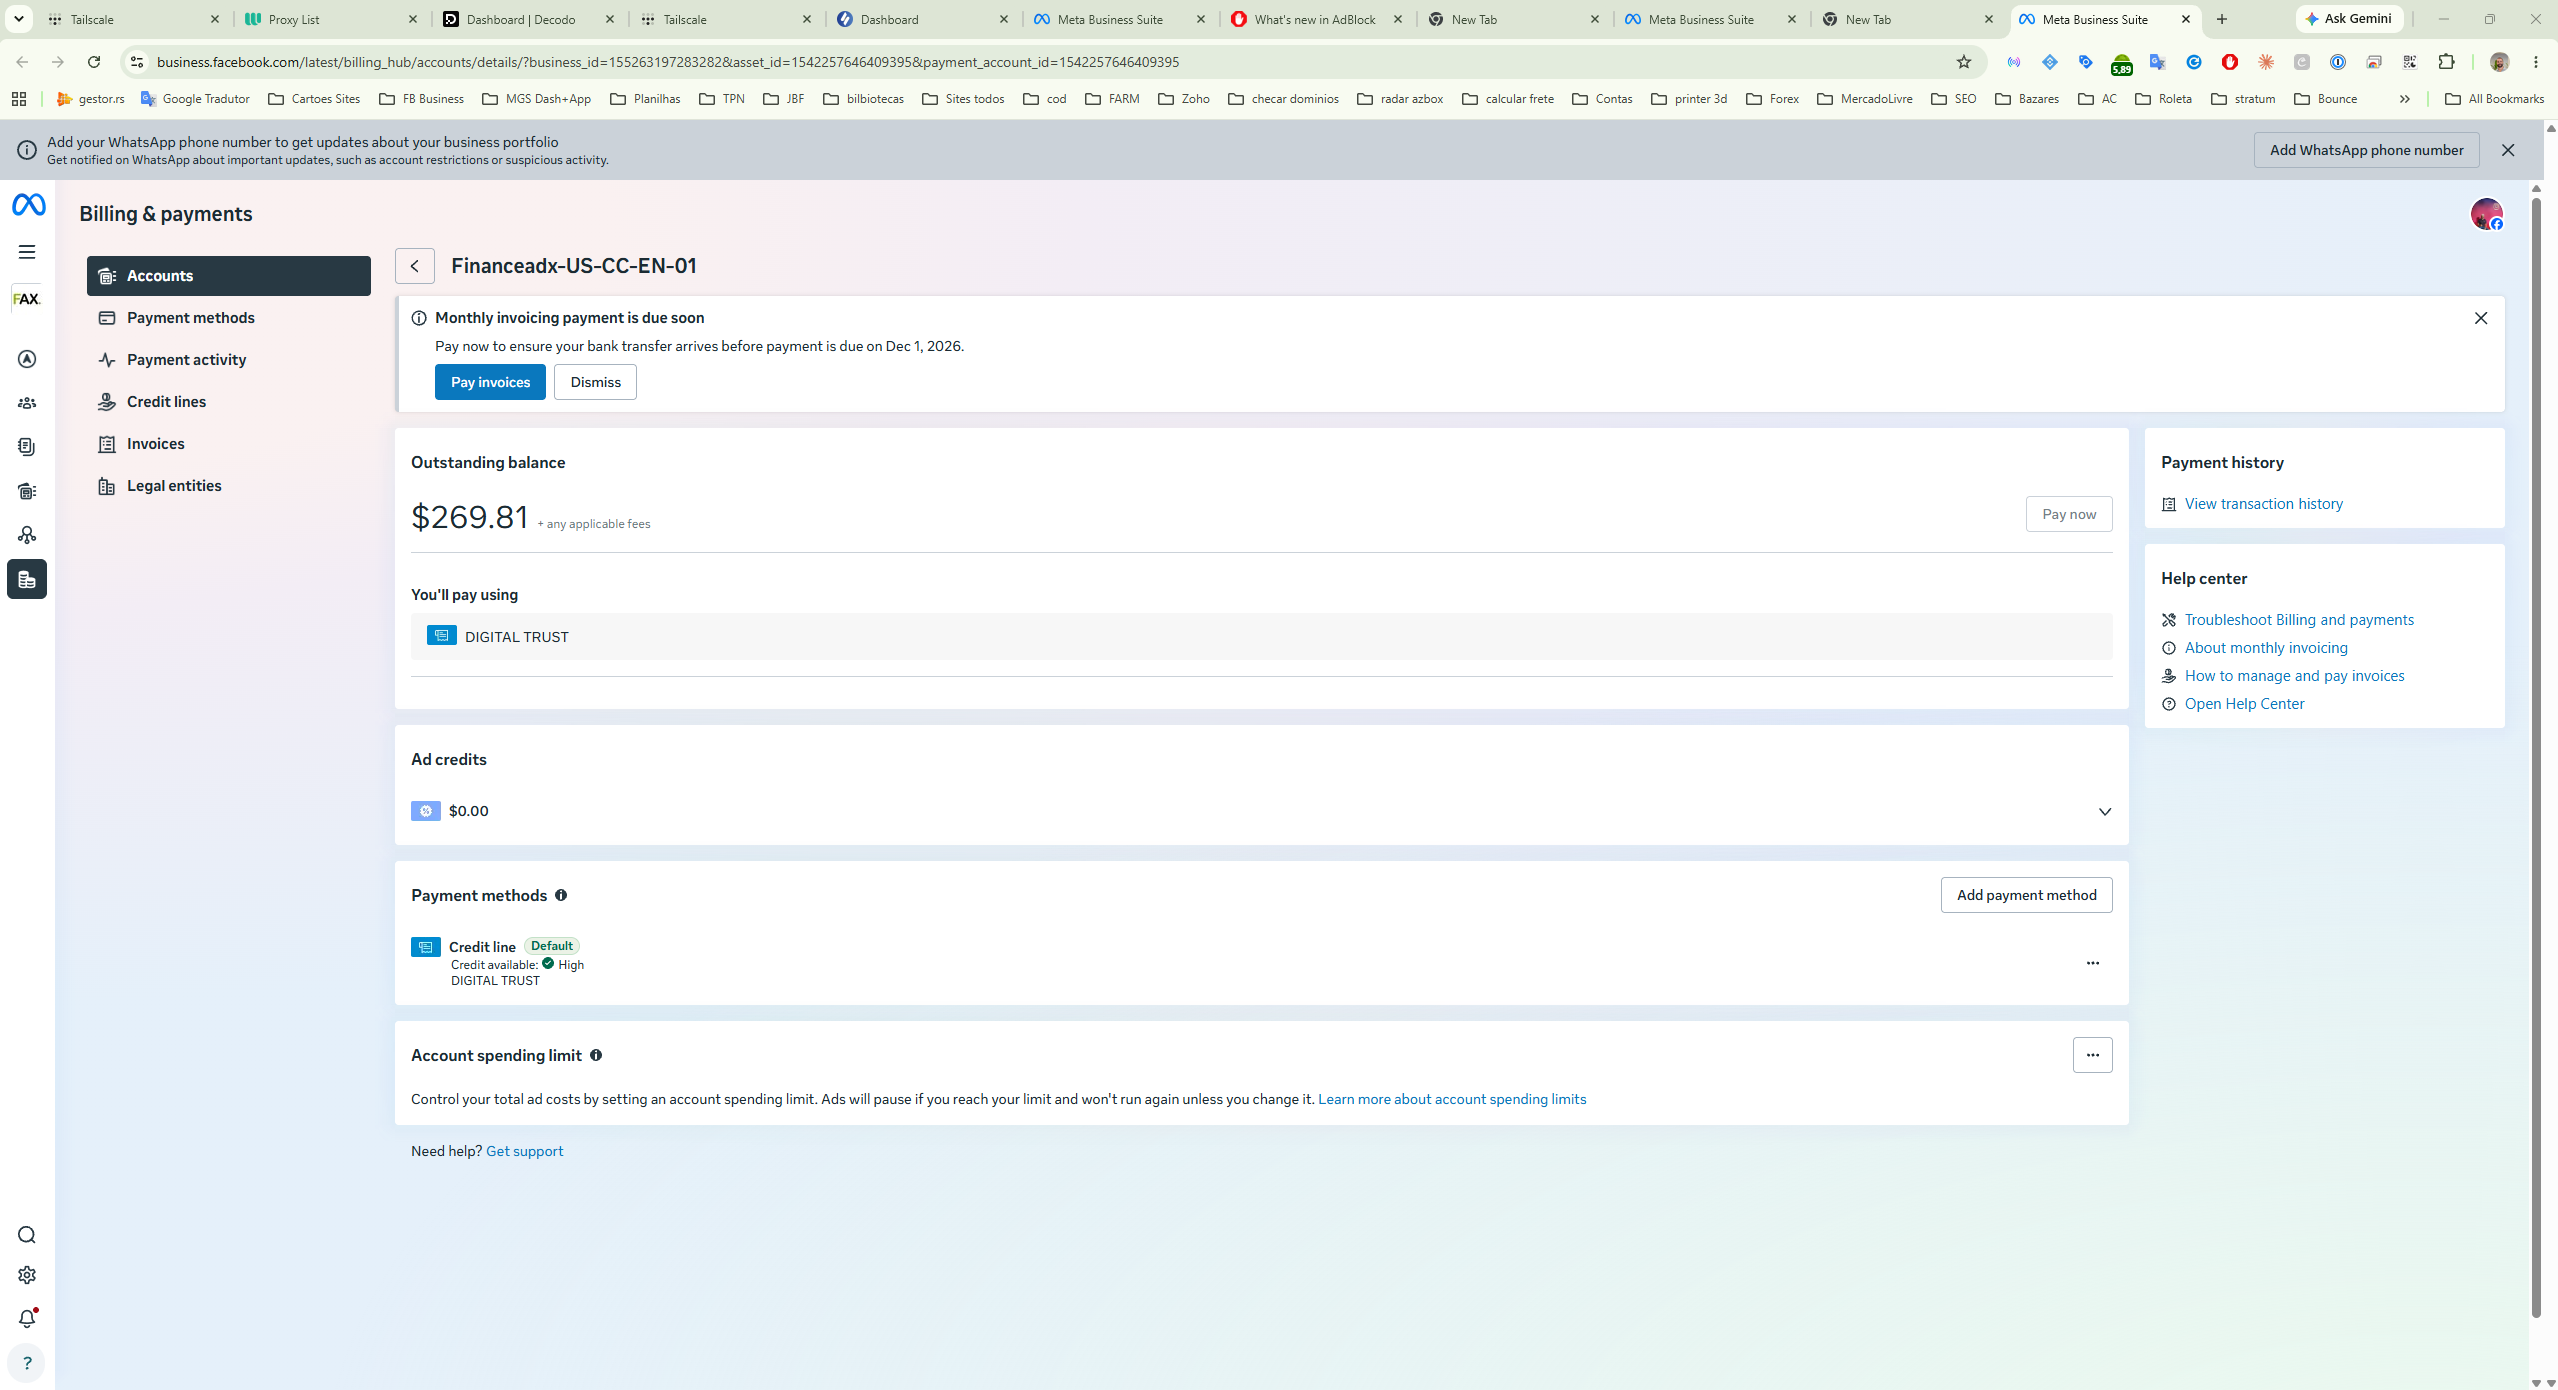 Tailscale
Proxy List
Dashboard | Decodo
Tailscale
Dashboard
Meta Business Suite
What's new in AdBlock
New Tab
Meta Business Suite
New Tab
Meta Business Suite
Ask Gemini
business.facebook.com/latest/billing_hub/accounts/details/?business_id=1552631972832828&asset_id=1542257646409395&payment_account_id=1542257646409395
5,89
gestor.rs
Google Tradutor
Cartoes Sites
FB Business
MGS Dash+App
Planilhas
TPN
JBF
bilbiotecas
Sites todos
cod
FARM
Zoho
checar dominios
radar azbox
calcular frete
Contas
printer 3d
Forex
MercadoLivre
SEO
Bazares
AC
Roleta
stratum
Bounce
All Bookmarks
Add your WhatsApp phone number to get updates about your business portfolio
Get notified on WhatsApp about important updates, such as account restrictions or suspicious activity.
Add WhatsApp phone number
Billing & payments
FAX.
Accounts
Payment methods
Payment activity
Credit lines
Invoices
Legal entities
Financeadx-US-CC-EN-01
Monthly invoicing payment is due soon
Pay now to ensure your bank transfer arrives before payment is due on Dec 1, 2026.
Pay invoices
Dismiss
Outstanding balance
$269.81 + any applicable fees
Pay now
You'll pay using
DIGITAL TRUST
Ad credits
$0.00
Payment methods
Add payment method
Credit line Default
Credit available: High
DIGITAL TRUST
Account spending limit
Control your total ad costs by setting an account spending limit. Ads will pause if you reach your limit and won't run again unless you change it. Learn more about account spending limits
Need help? Get support
Payment history
View transaction history
Help center
Troubleshoot Billing and payments
About monthly invoicing
How to manage and pay invoices
Open Help Center